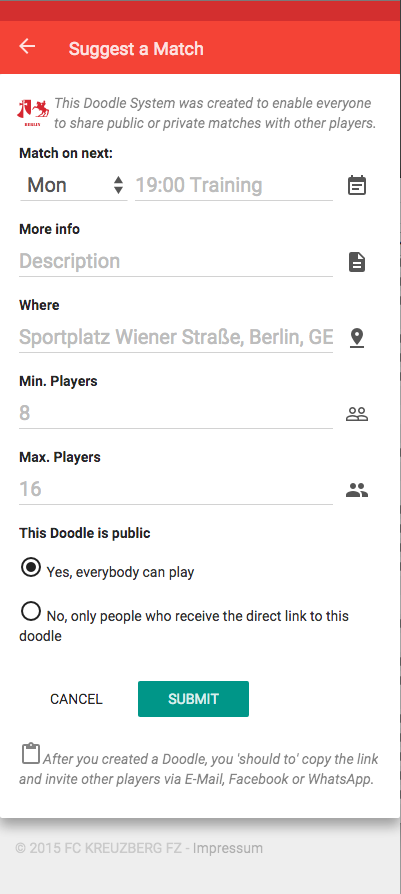 Suggest a Match
This Doodle System was created to enable everyone
to share public or private matches with other players.
BERLIN
Match on next:
Mon 19:00 Training
More info
Description
Where
Sportplatz Wiener Straße, Berlin, GE
Min. Players
8
Max. Players
16
This Doodle is public
Yes, everybody can play
No, only people who receive the direct link to this
doodle
CANCEL SUBMIT
After you created a Doodle, you 'should to' copy the link
and invite other players via E-Mail, Facebook or WhatsApp.
© 2015 FC KREUZBERG FZ - Impressum